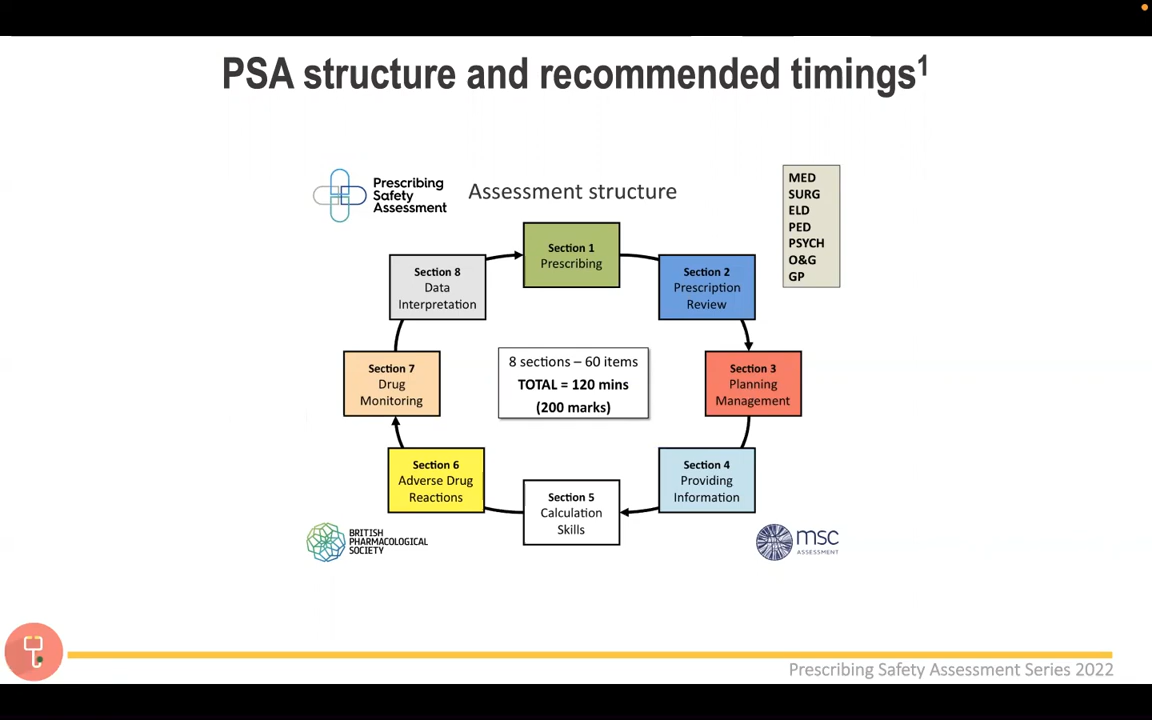 PSA structure and recommended timings¹
Prescribing
Safety
Assessment
Assessment structure
MED
SURG
ELD
PED
PSYCH
O&G
GP
Section 1
Prescribing
Section 2
Prescription
Review
Section 3
Planning
Management
Section 4
Providing
Information
Section 5
Calculation
Skills
Section 6
Adverse Drug
Reactions
Section 7
Drug
Monitoring
Section 8
Data
Interpretation
8 sections – 60 items
TOTAL = 120 mins
(200 marks)
BRITISH
PHARMACOLOGICAL
SOCIETY
msc
ASSESSMENT
Prescribing Safety Assessment Series 2022